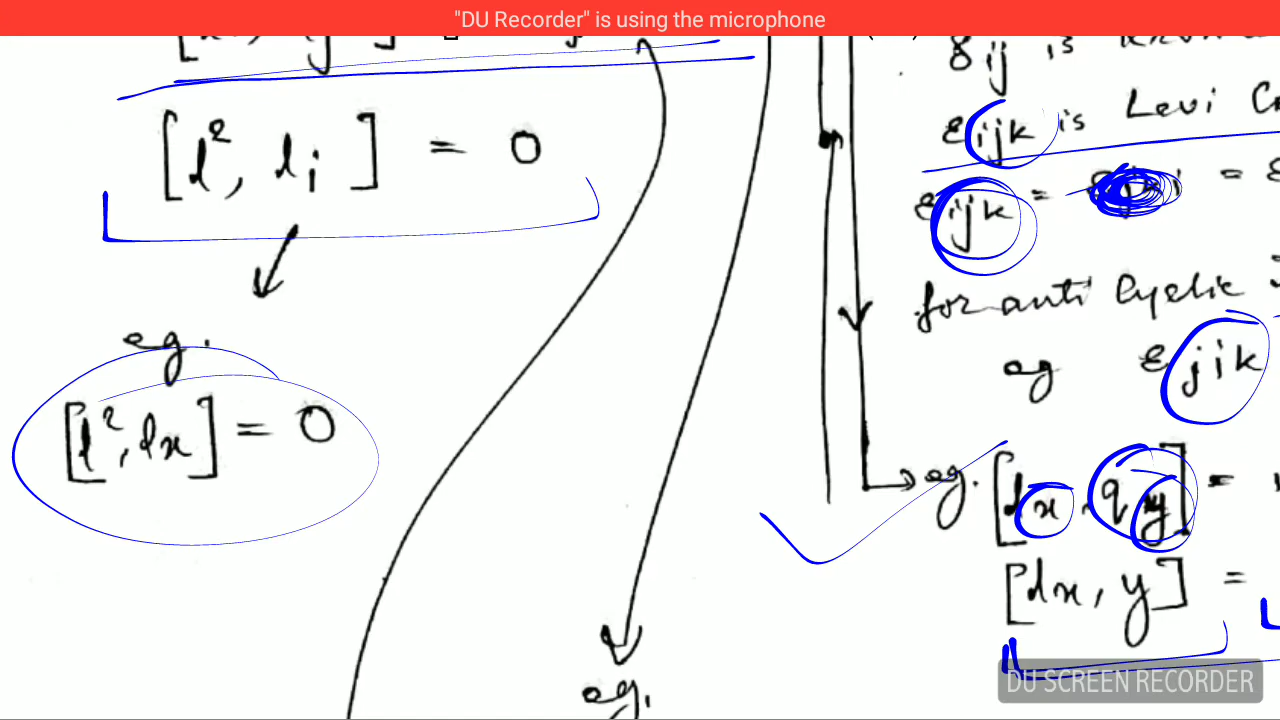 "DU Recorder" is using the microphone
[l², li] = 0
eg.
[l², lx] = 0
eg.
δij is
εijk is Levi
εijk = = ε
for anti Cyclic
eg εjik
eg. [lx, qy] =
[lx, y] =
DU SCREEN RECORDER